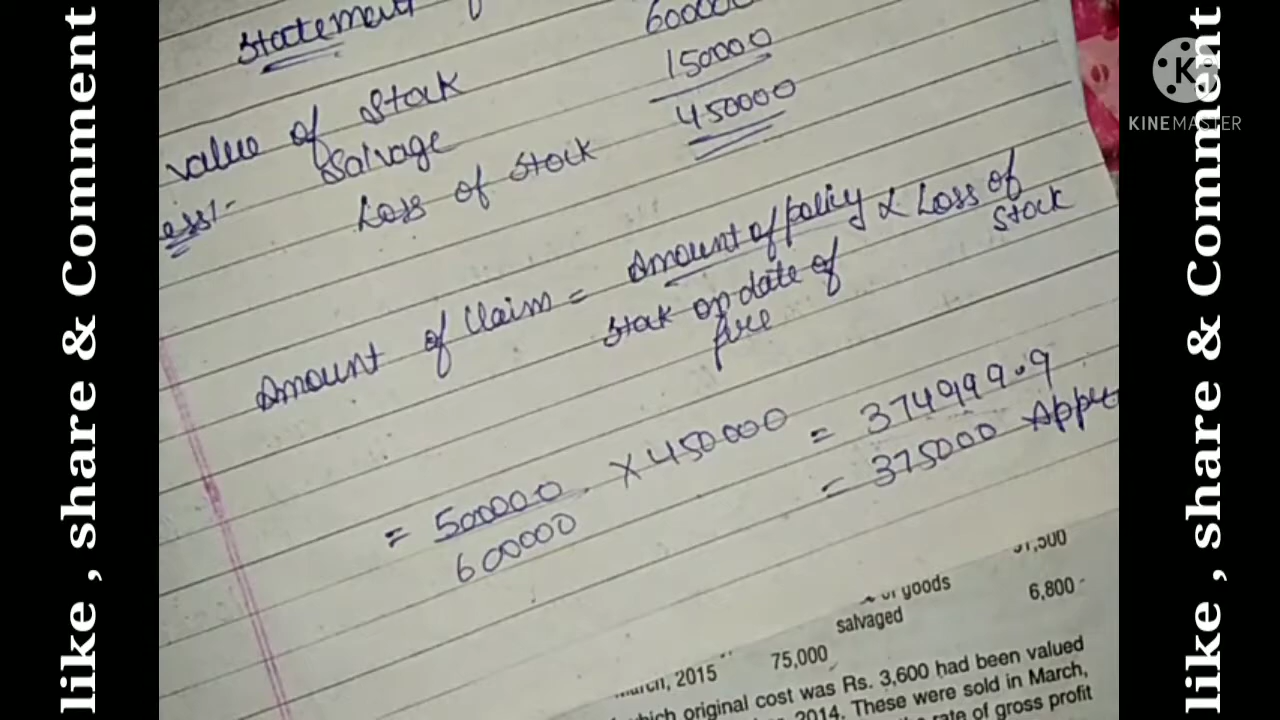 like , share & Comment
Statement of
600000
value of Stock
150000
Less:- Salvage
450000
Loss of Stock
Amount of Claim = Amount of policy x Loss of Stock
Stock on date of fire
= 500000 x 450000 = 374999.9
600000
= 375000 Appr
of goods
salvaged 6,800
March, 2015 75,000
which original cost was Rs. 3,600 had been valued
2014. These were sold in March,
rate of gross profit
KINEMASTER
like , share & Comment